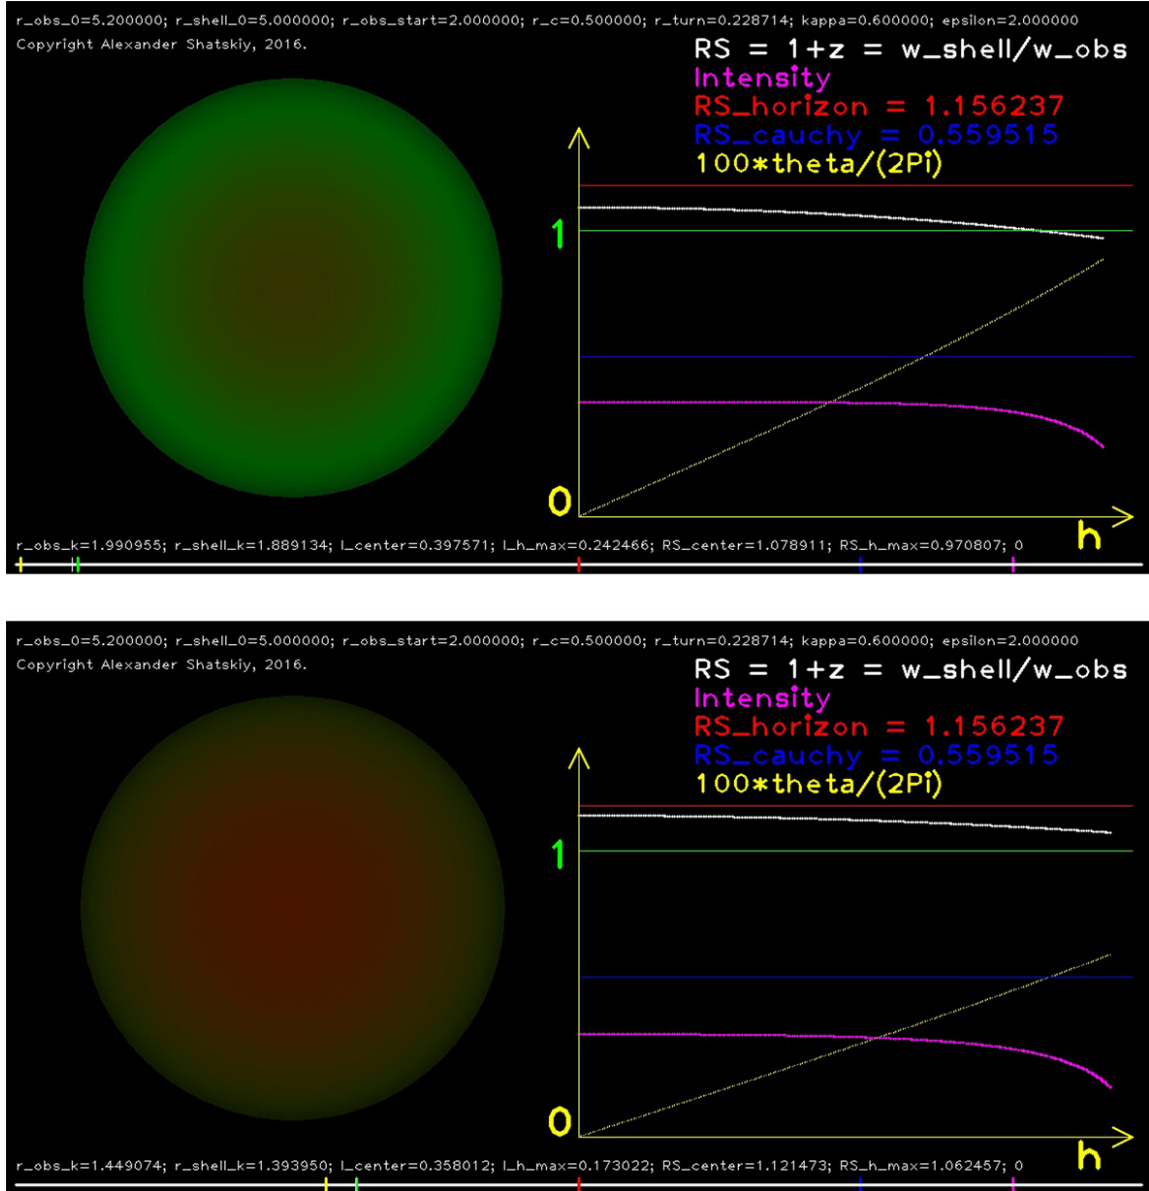 r_obs_0=5.200000; r_shell_0=5.000000; r_obs_start=2.000000; r_c=0.500000; r_turn=0.228714; kappa=0.600000; epsilon=2.000000
Copyright Alexander Shatskiy, 2016.
RS = 1+z = w_shell/w_obs
Intensity
RS_horizon = 1.156237
RS_cauchy = 0.559515
100*theta/(2Pi)
1
0
h
r_obs_k=1.990955; r_shell_k=1.889134; I_center=0.397571; I_h_max=0.242466; RS_center=1.078911; RS_h_max=0.970807; 0
r_obs_0=5.200000; r_shell_0=5.000000; r_obs_start=2.000000; r_c=0.500000; r_turn=0.228714; kappa=0.600000; epsilon=2.000000
Copyright Alexander Shatskiy, 2016.
RS = 1+z = w_shell/w_obs
Intensity
RS_horizon = 1.156237
RS_cauchy = 0.559515
100*theta/(2Pi)
1
0
h
r_obs_k=1.449074; r_shell_k=1.393950; I_center=0.358012; I_h_max=0.173022; RS_center=1.121473; RS_h_max=1.062457; 0